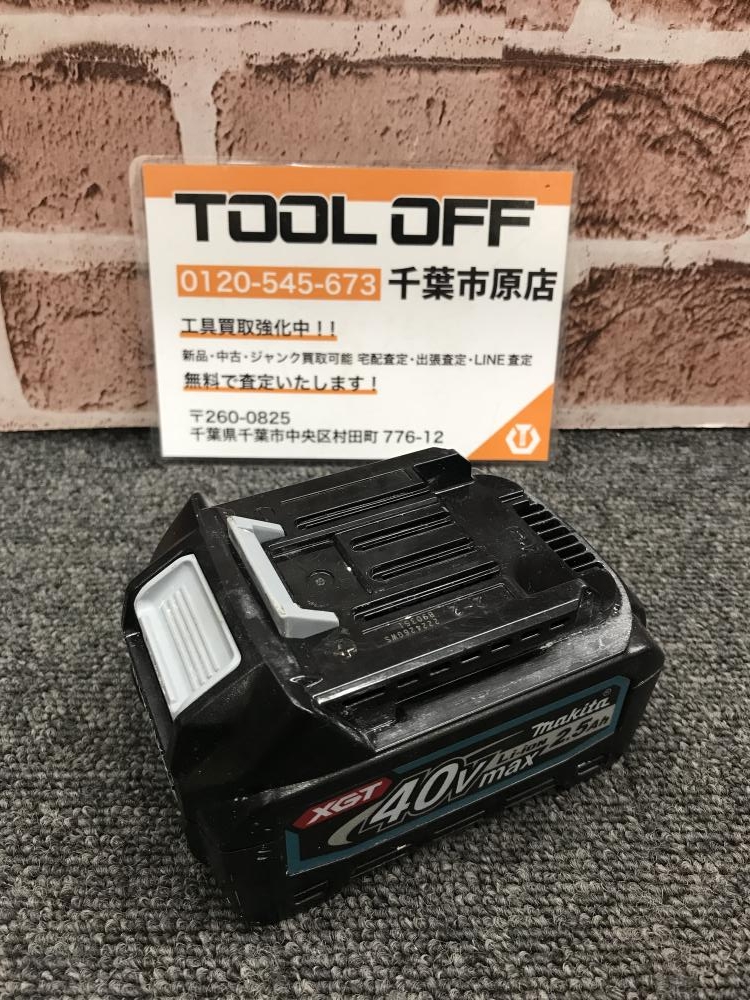 TOOL OFF
0120-545-673 千葉市原店
工具買取強化中！！
新品・中古・ジャンク買取可能 宅配査定・出張査定・LINE査定
無料で査定いたします！
〒260-0825
千葉県千葉市中央区村田町 776-12
makita®
XGT 40Vmax Li-ion 2.5Ah